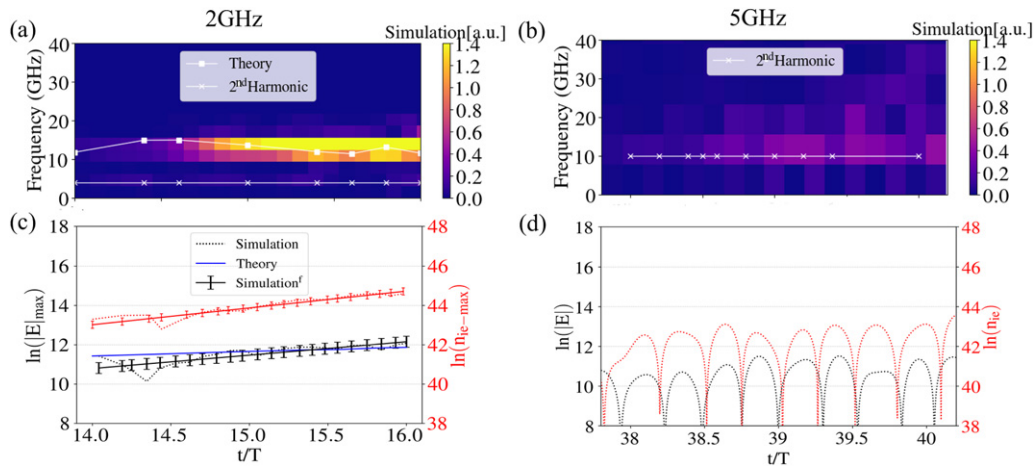 2GHz
5GHz
(a)
Simulation[a.u.]
Frequency (GHz)
40
30
20
10
0
Theory
2ndHarmonic
1.4
1.2
1.0
0.8
0.6
0.4
0.2
0.0
(b)
Simulation[a.u.]
Frequency (GHz)
40
30
20
10
0
2ndHarmonic
1.4
1.2
1.0
0.8
0.6
0.4
0.2
0.0
(c)
ln(|E|max)
18
16
14
12
10
8
Simulation
Theory
Simulationf
48
46
44
42
40
38
ln(nie−max)
14.0
14.5
15.0
15.5
16.0
t/T
(d)
ln(|E|)
18
16
14
12
10
8
48
46
44
42
40
38
ln(nie)
38
38.5
39
39.5
40
t/T